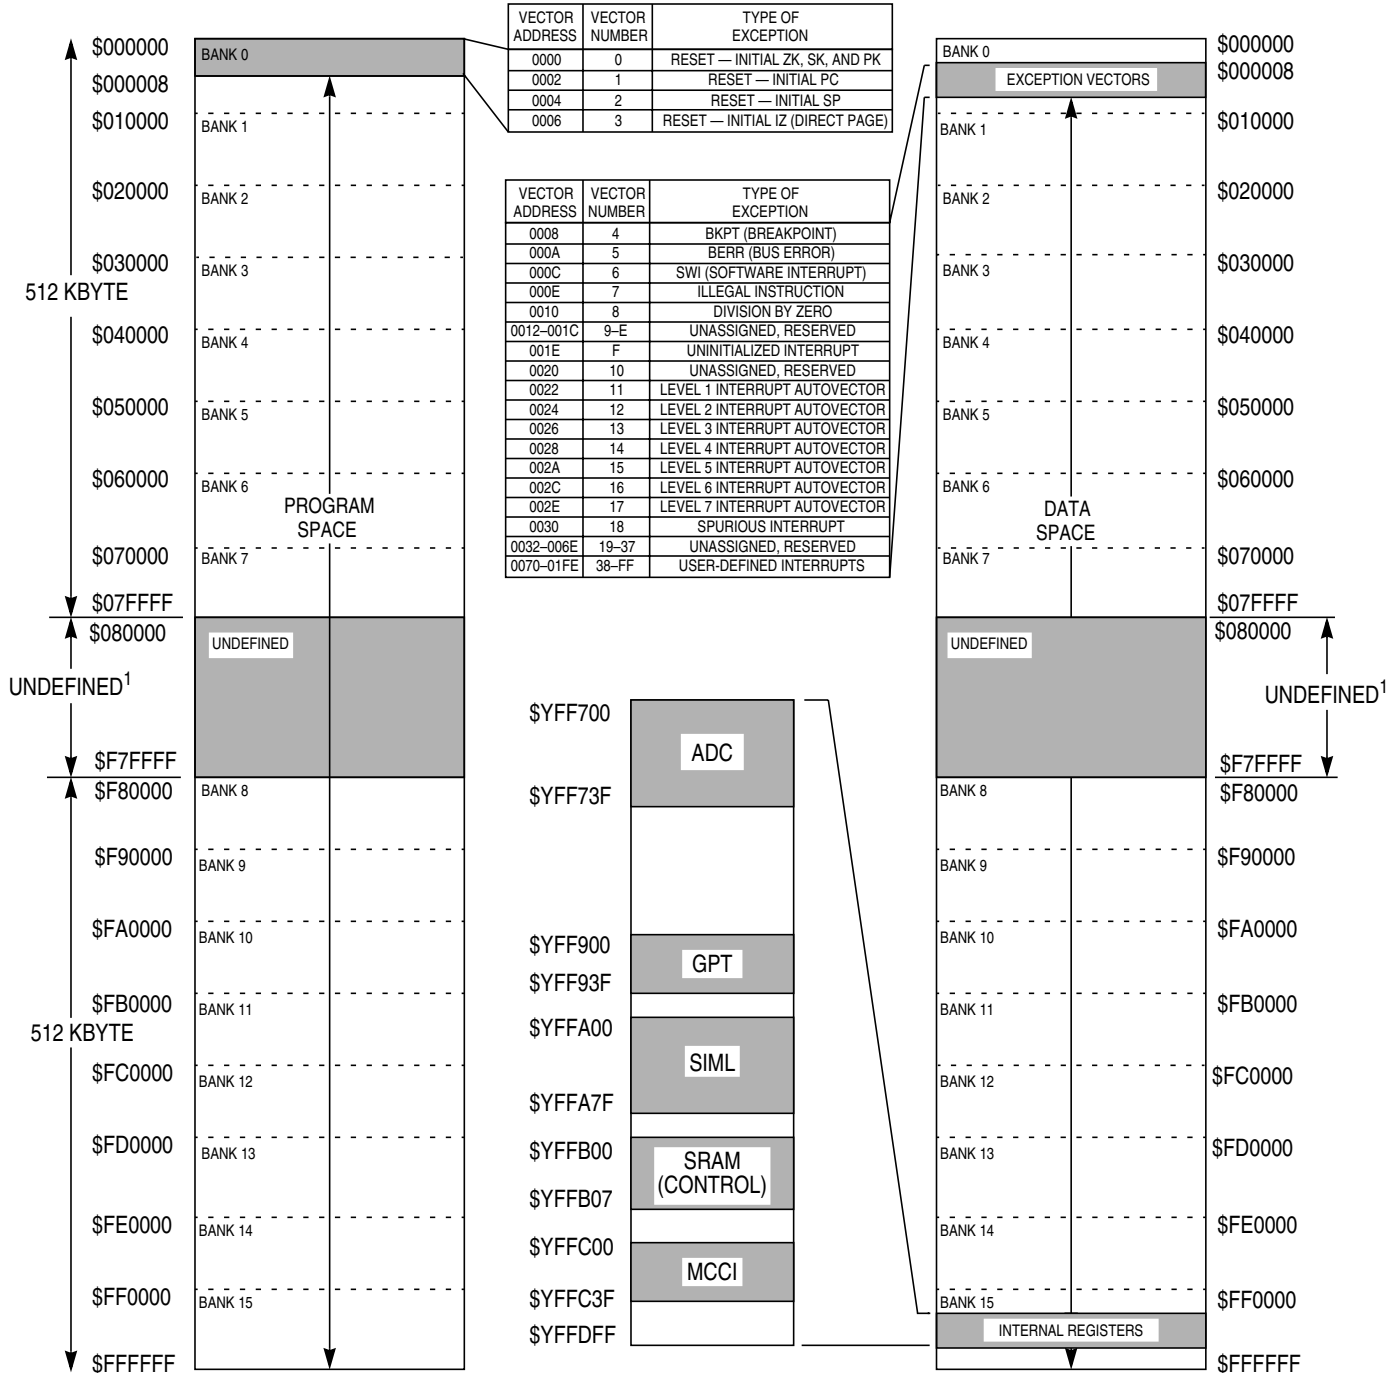 $000000
$000008
$010000
$020000
$030000
512 KBYTE
$040000
$050000
$060000
$070000
$07FFFF
$080000
UNDEFINED1
$F7FFFF
$F80000
$F90000
$FA0000
$FB0000
512 KBYTE
$FC0000
$FD0000
$FE0000
$FF0000
$FFFFFF
BANK 0
BANK 1
BANK 2
BANK 3
BANK 4
BANK 5
BANK 6
PROGRAM
SPACE
BANK 7
UNDEFINED
BANK 8
BANK 9
BANK 10
BANK 11
BANK 12
BANK 13
BANK 14
BANK 15
VECTOR ADDRESS VECTOR NUMBER TYPE OF EXCEPTION
0000 0 RESET — INITIAL ZK, SK, AND PK
0002 1 RESET — INITIAL PC
0004 2 RESET — INITIAL SP
0006 3 RESET — INITIAL IZ (DIRECT PAGE)
VECTOR ADDRESS VECTOR NUMBER TYPE OF EXCEPTION
0008 4 BKPT (BREAKPOINT)
000A 5 BERR (BUS ERROR)
000C 6 SWI (SOFTWARE INTERRUPT)
000E 7 ILLEGAL INSTRUCTION
0010 8 DIVISION BY ZERO
0012–001C 9–E UNASSIGNED, RESERVED
001E F UNINITIALIZED INTERRUPT
0020 10 UNASSIGNED, RESERVED
0022 11 LEVEL 1 INTERRUPT AUTOVECTOR
0024 12 LEVEL 2 INTERRUPT AUTOVECTOR
0026 13 LEVEL 3 INTERRUPT AUTOVECTOR
0028 14 LEVEL 4 INTERRUPT AUTOVECTOR
002A 15 LEVEL 5 INTERRUPT AUTOVECTOR
002C 16 LEVEL 6 INTERRUPT AUTOVECTOR
002E 17 LEVEL 7 INTERRUPT AUTOVECTOR
0030 18 SPURIOUS INTERRUPT
0032–006E 19–37 UNASSIGNED, RESERVED
0070–01FE 38–FF USER-DEFINED INTERRUPTS
$YFF700
ADC
$YFF73F
$YFF900
GPT
$YFF93F
$YFFA00
SIML
$YFFA7F
$YFFB00
SRAM
(CONTROL)
$YFFB07
$YFFC00
MCCI
$YFFC3F
$YFFDFF
BANK 0
EXCEPTION VECTORS
BANK 1
BANK 2
BANK 3
BANK 4
BANK 5
BANK 6
DATA
SPACE
BANK 7
UNDEFINED
BANK 8
BANK 9
BANK 10
BANK 11
BANK 12
BANK 13
BANK 14
BANK 15
INTERNAL REGISTERS
$000000
$000008
$010000
$020000
$030000
$040000
$050000
$060000
$070000
$07FFFF
$080000
UNDEFINED1
$F7FFFF
$F80000
$F90000
$FA0000
$FB0000
$FC0000
$FD0000
$FE0000
$FF0000
$FFFFFF